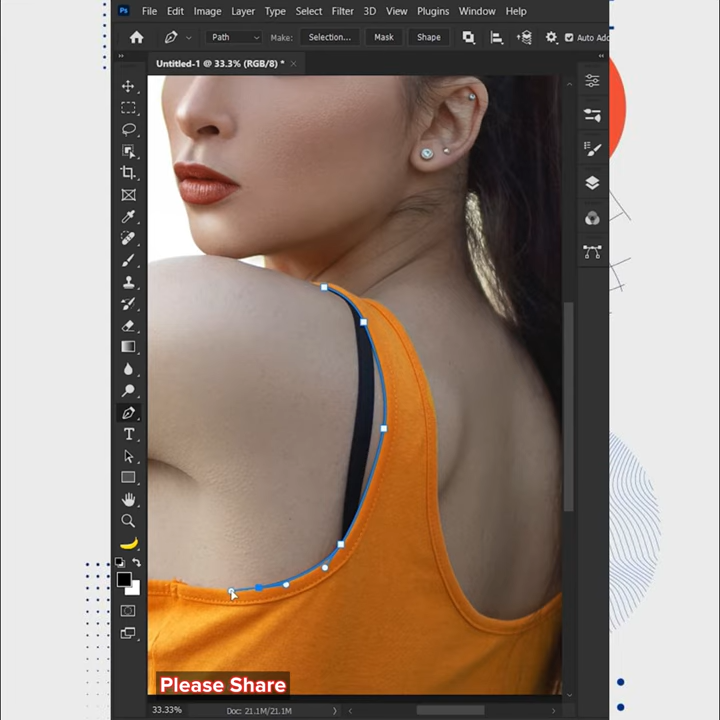 Ps File Edit Image Layer Type Select Filter 3D View Plugins Window Help
Path Make: Selection... Mask Shape Auto Add
Untitled-1 @ 33.3% (RGB/8) * ×
T
Please Share
33.33% Doc: 21.1M/21.1M